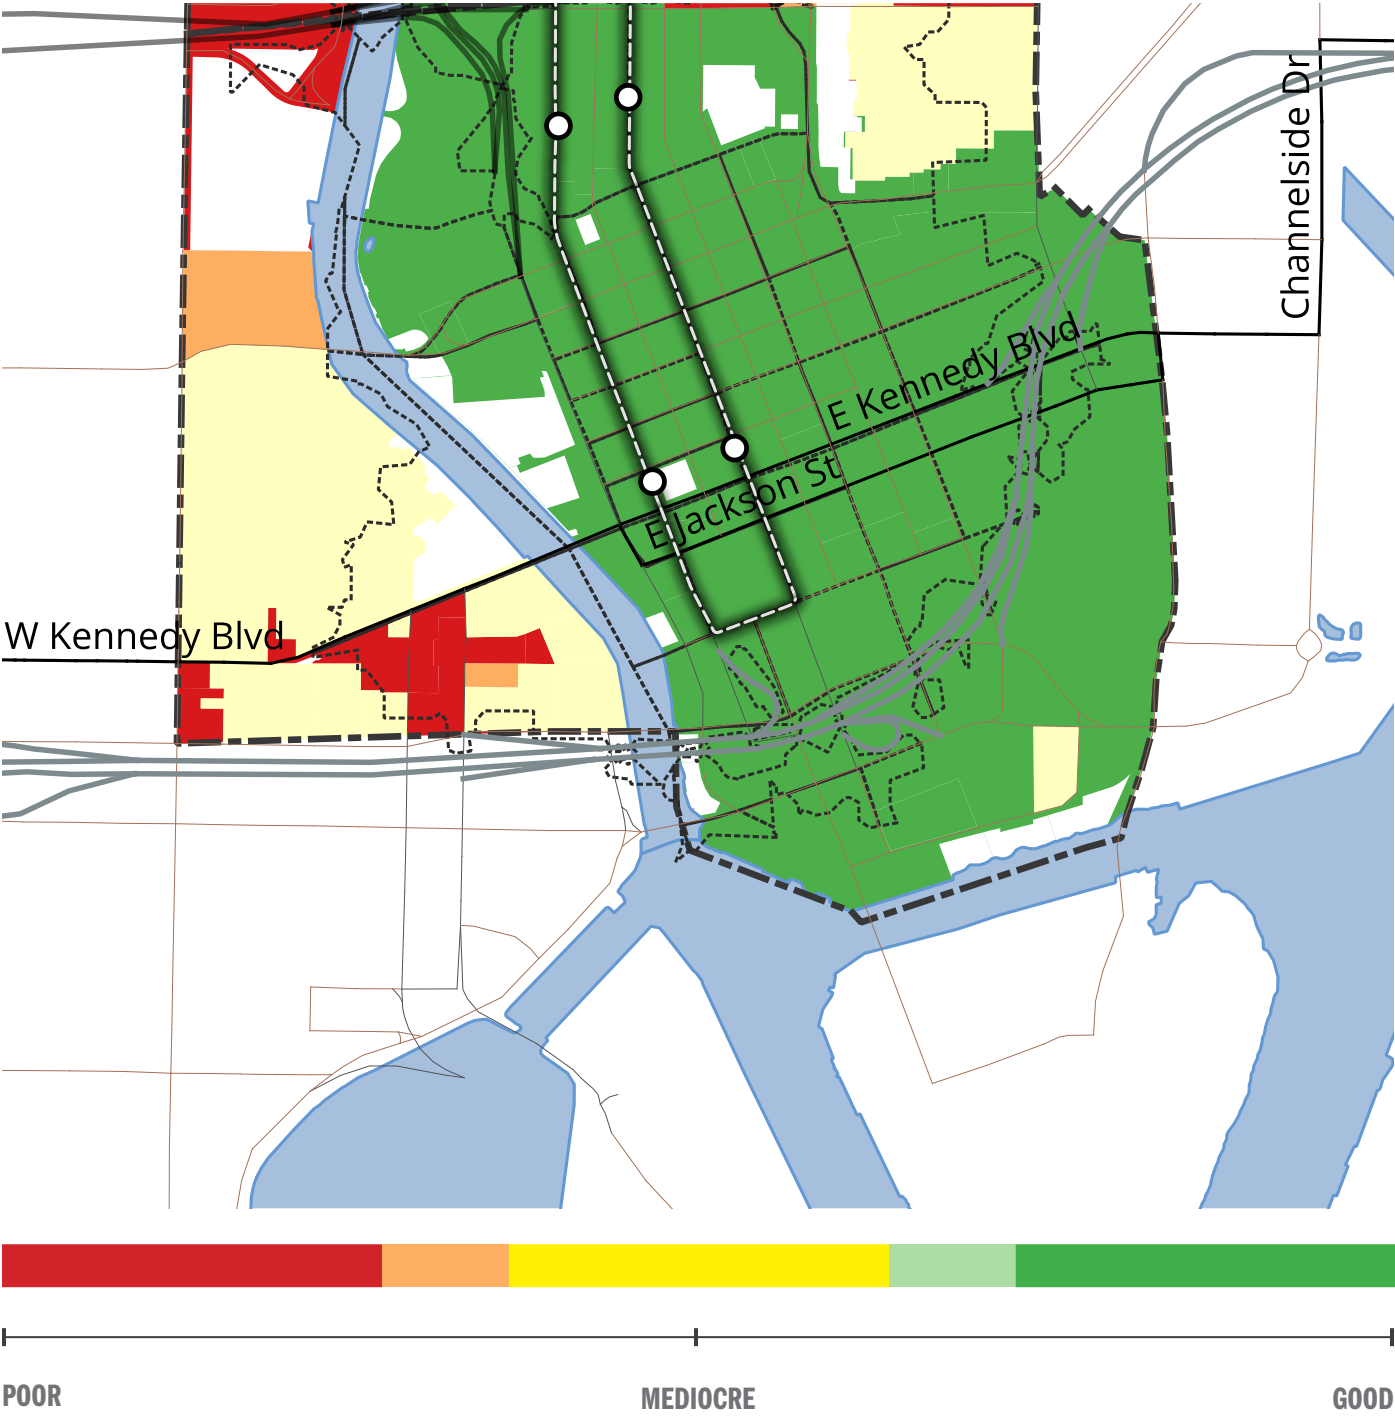 Channelside Dr
E Kennedy Blvd
E Jackson St
W Kennedy Blvd
POOR
MEDIOCRE
GOOD